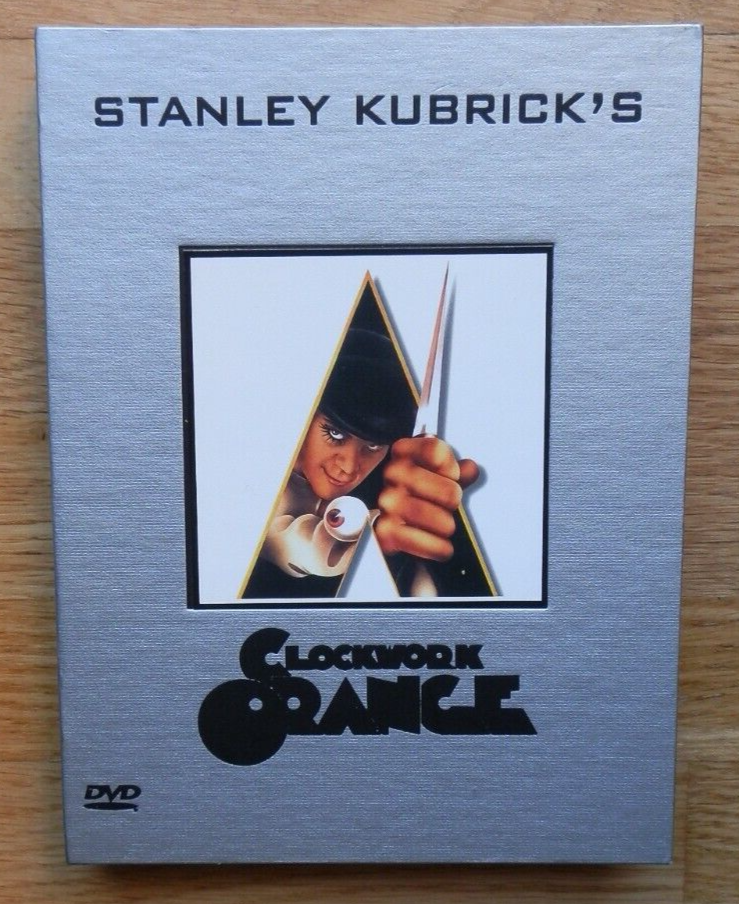 STANLEY KUBRICK'S
A
CLOCKWORK
ORANGE
DVD